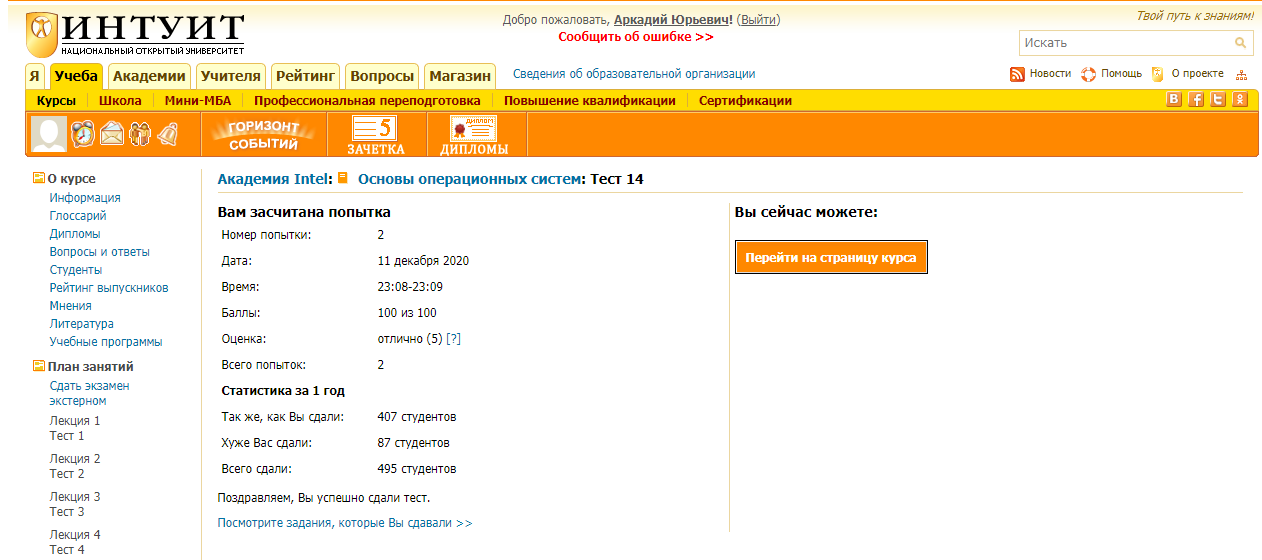 ИНТУИТ
НАЦИОНАЛЬНЫЙ ОТКРЫТЫЙ УНИВЕРСИТЕТ
Добро пожаловать, Аркадий Юрьевич! (Выйти)
Сообщить об ошибке >>
Твой путь к знаниям!
Искать
Я Учеба Академии Учителя Рейтинг Вопросы Магазин Сведения об образовательной организации Новости Помощь О проекте
Курсы Школа Мини-МБА Профессиональная переподготовка Повышение квалификации Сертификации
ГОРИЗОНТ
СОБЫТИЙ
5
ЗАЧЕТКА
ДИПЛОМ
ДИПЛОМЫ
О курсе
Информация
Глоссарий
Дипломы
Вопросы и ответы
Студенты
Рейтинг выпускников
Мнения
Литература
Учебные программы
План занятий
Сдать экзамен
экстерном
Лекция 1
Тест 1
Лекция 2
Тест 2
Лекция 3
Тест 3
Лекция 4
Тест 4
Академия Intel: Основы операционных систем: Тест 14
Вам засчитана попытка
Номер попытки: 2
Дата: 11 декабря 2020
Время: 23:08-23:09
Баллы: 100 из 100
Оценка: отлично (5) [?]
Всего попыток: 2
Статистика за 1 год
Так же, как Вы сдали: 407 студентов
Хуже Вас сдали: 87 студентов
Всего сдали: 495 студентов
Поздравляем, Вы успешно сдали тест.
Посмотрите задания, которые Вы сдавали >>
Вы сейчас можете:
Перейти на страницу курса